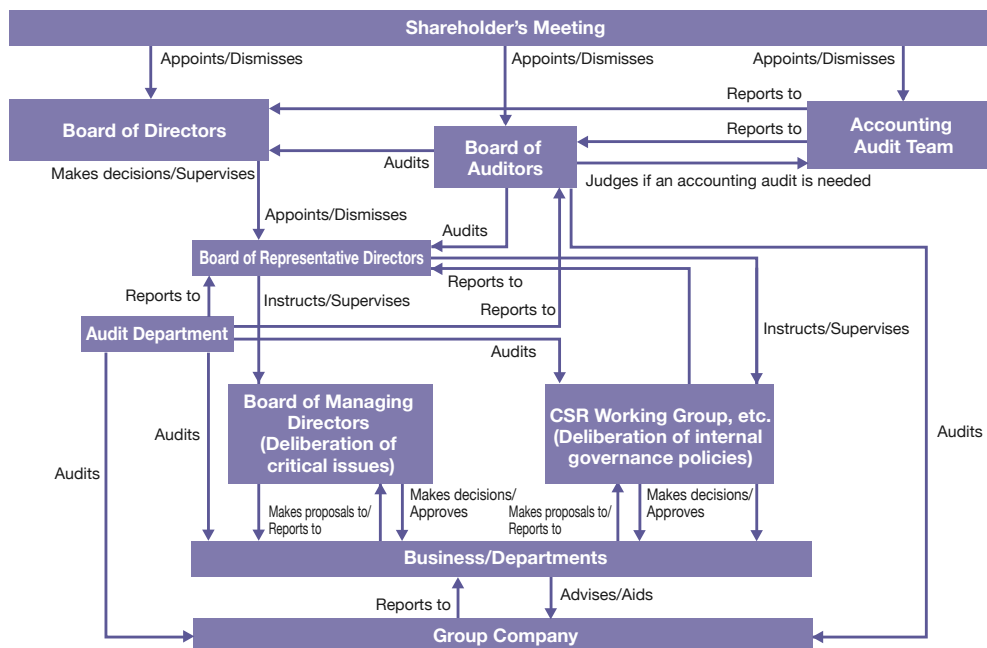 Shareholder's Meeting
Appoints/Dismisses
Appoints/Dismisses
Appoints/Dismisses
Reports to
Board of Directors
Accounting
Audit Team
Reports to
Board of
Auditors
Audits
Makes decisions/Supervises
Judges if an accounting audit is needed
Appoints/Dismisses
Audits
Board of Representative Directors
Reports to
Reports to
Instructs/Supervises
Reports to
Audit Department
Instructs/Supervises
Audits
Board of Managing
Directors
(Deliberation of
critical issues)
CSR Working Group, etc.
(Deliberation of internal
governance policies)
Audits
Audits
Audits
Makes proposals to/
Reports to
Makes decisions/
Approves
Makes proposals to/
Reports to
Makes decisions/
Approves
Business/Departments
Reports to
Advises/Aids
Group Company